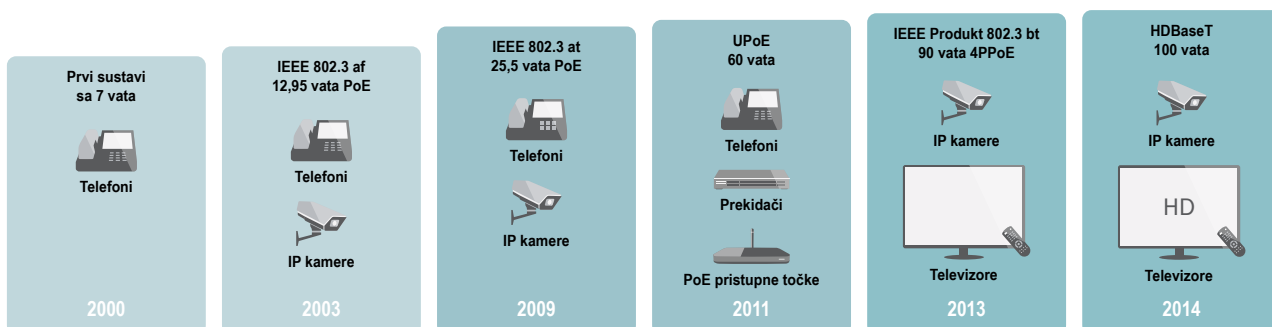 Prvi sustavi
sa 7 vata
Telefoni
2000
IEEE 802.3 af
12,95 vata PoE
Telefoni
IP kamere
2003
IEEE 802.3 at
25,5 vata PoE
Telefoni
IP kamere
2009
UPoE
60 vata
Telefoni
Prekidači
PoE pristupne točke
2011
IEEE Produkt 802.3 bt
90 vata 4PPoE
IP kamere
Televizore
2013
HDBaseT
100 vata
IP kamere
HD
Televizore
2014